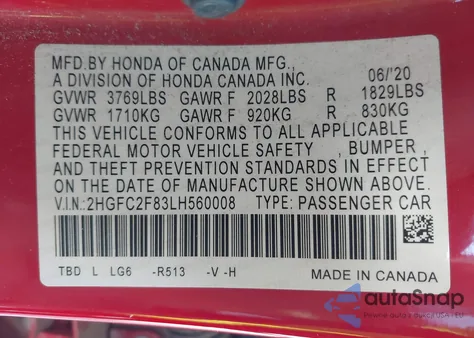 MFD.BY HONDA OF CANADA MFG.,
A DIVISION OF HONDA CANADA INC. 06/'20
GVWR 3769LBS GAWR F 2028LBS R 1829LBS
GVWR 1710KG GAWR F 920KG R 830KG
THIS VEHICLE CONFORMS TO ALL APPLICABLE
FEDERAL MOTOR VEHICLE SAFETY , BUMPER ,
AND THEFT PREVENTION STANDARDS IN EFFECT
ON THE DATE OF MANUFACTURE SHOWN ABOVE.
V.I.N: 2HGFC2F83LH560008 TYPE: PASSENGER CAR
TBD L LG6 -R513 -V -H MADE IN CANADA
autoSnap